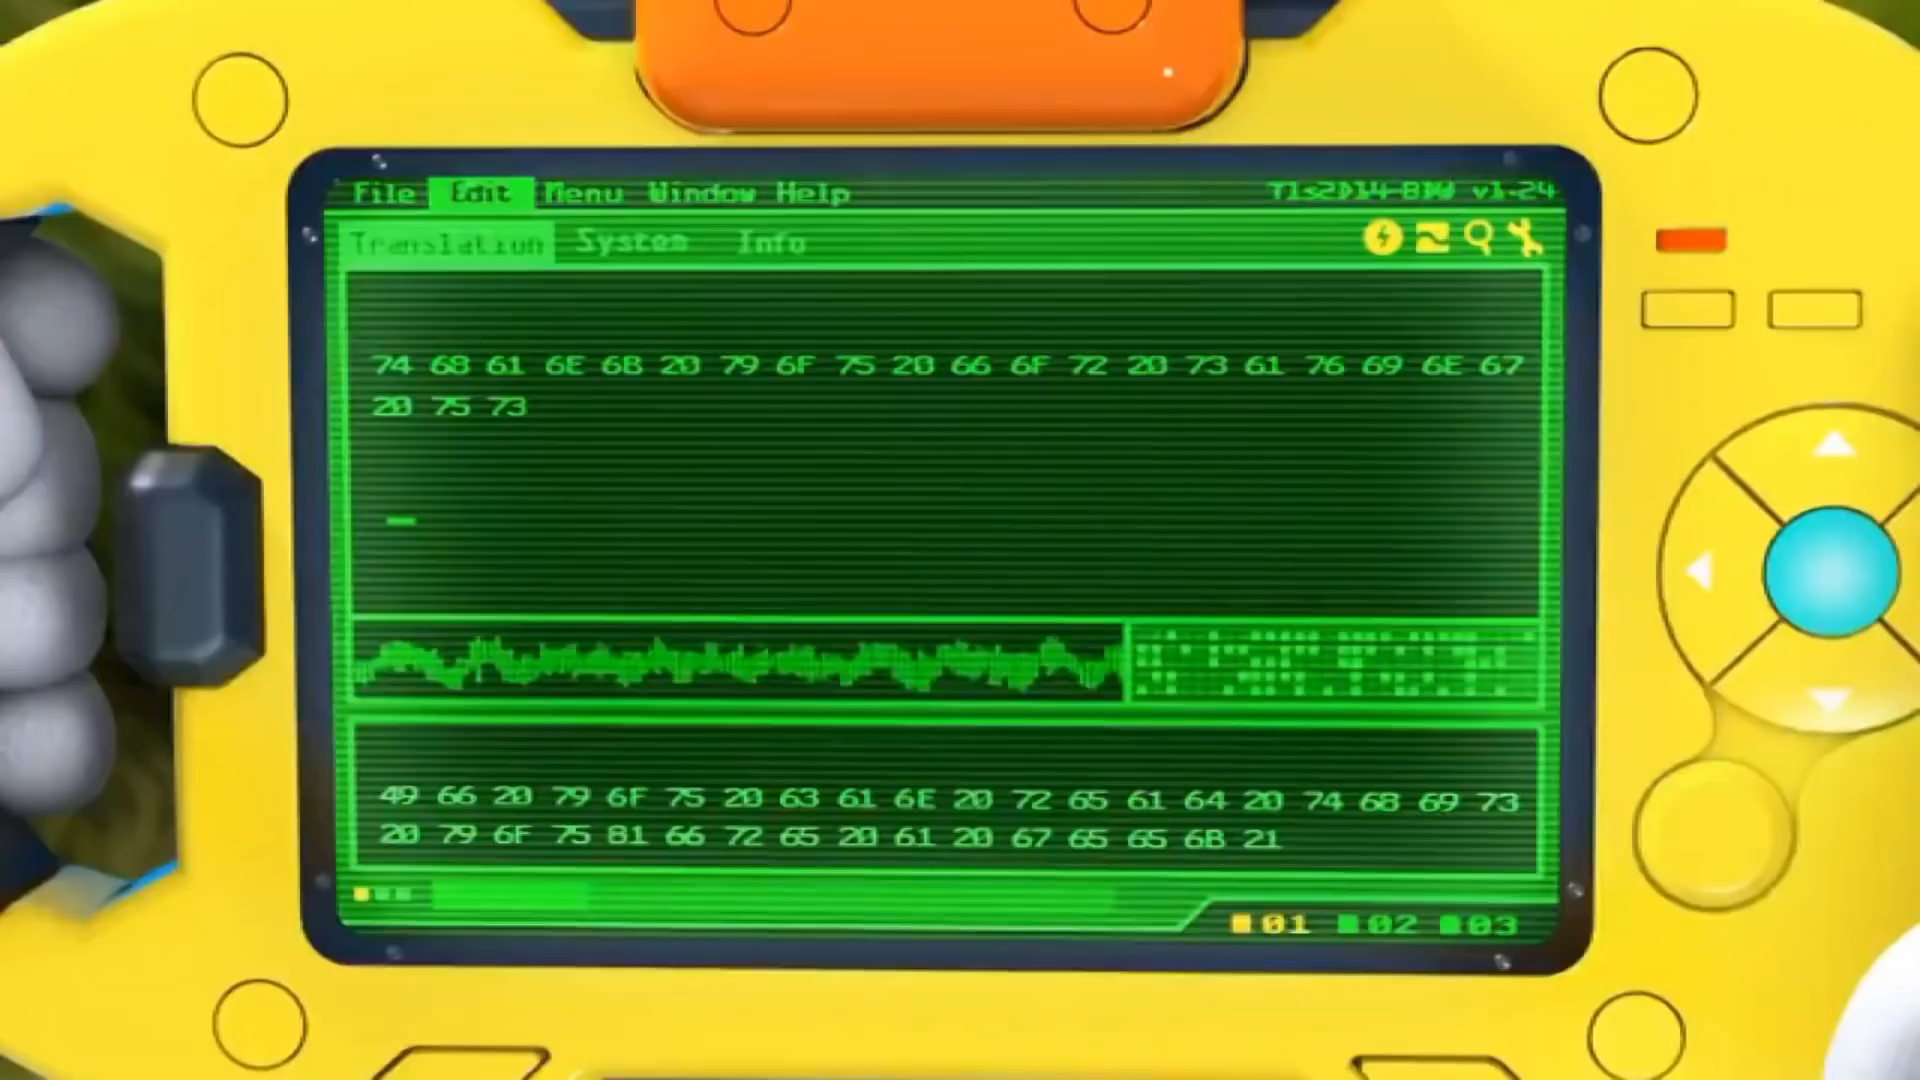 File Edit Menu Window Help
Translation System Info
74 68 61 6E 6B 20 79 6F 75 20 66 6F 72 20 73 61 76 69 6E 67
20 75 73
49 66 20 79 6F 75 20 63 61 6E 20 72 65 61 64 20 74 68 69 73
20 79 6F 75 81 66 72 65 20 61 20 67 65 65 6B 21
01 02 03